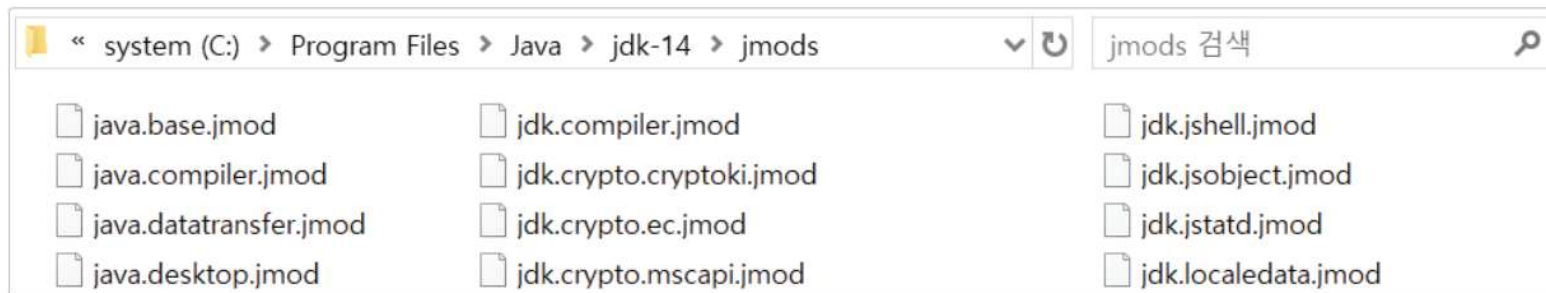 « system (C:) > Program Files > Java > jdk-14 > jmods
jmods 검색
java.base.jmod jdk.compiler.jmod jdk.jshell.jmod
java.compiler.jmod jdk.crypto.cryptoki.jmod jdk.jsobject.jmod
java.datatransfer.jmod jdk.crypto.ec.jmod jdk.jstatd.jmod
java.desktop.jmod jdk.crypto.mscapi.jmod jdk.localedata.jmod